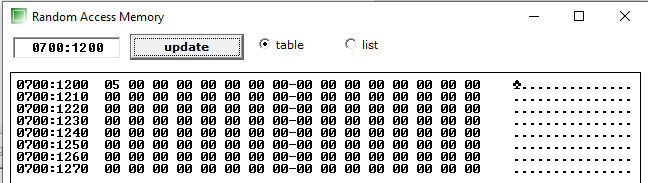 Random Access Memory
0700:1200 update table list
0700:1200 05 00 00 00 00 00 00 00-00 00 00 00 00 00 00 00 ♣...............
0700:1210 00 00 00 00 00 00 00 00-00 00 00 00 00 00 00 00 ................
0700:1220 00 00 00 00 00 00 00 00-00 00 00 00 00 00 00 00 ................
0700:1230 00 00 00 00 00 00 00 00-00 00 00 00 00 00 00 00 ................
0700:1240 00 00 00 00 00 00 00 00-00 00 00 00 00 00 00 00 ................
0700:1250 00 00 00 00 00 00 00 00-00 00 00 00 00 00 00 00 ................
0700:1260 00 00 00 00 00 00 00 00-00 00 00 00 00 00 00 00 ................
0700:1270 00 00 00 00 00 00 00 00-00 00 00 00 00 00 00 00 ................